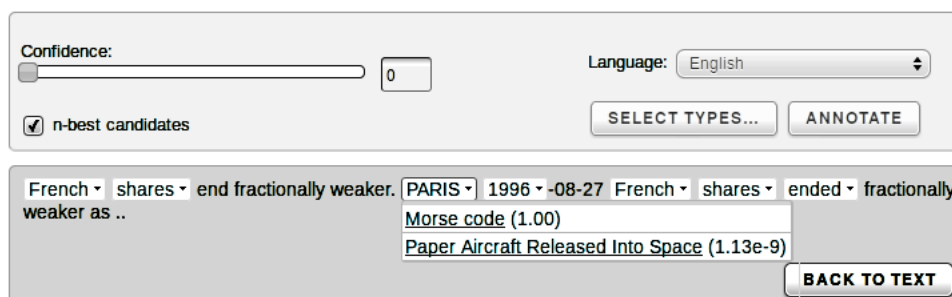 Confidence:
0
Language: English
n-best candidates
SELECT TYPES... ANNOTATE
French shares end fractionally weaker. PARIS 1996 -08-27 French shares ended fractionally
weaker as ..
Morse code (1.00)
Paper Aircraft Released Into Space (1.13e-9)
BACK TO TEXT